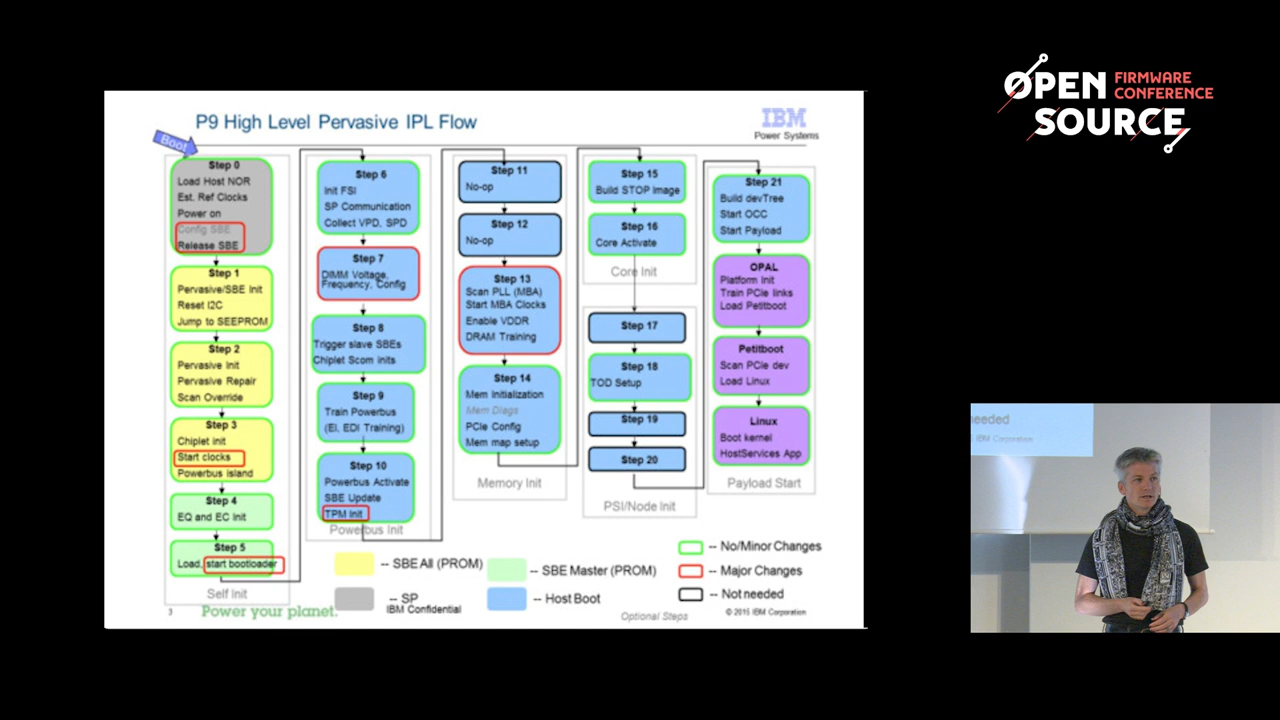 P9 High Level Pervasive IPL Flow
IBM
Power Systems
Boot
Step 0
Load Host NOR
Est. Ref Clocks
Power on
Config SBE
Release SBE
Step 1
Pervasive/SBE Init
Reset I2C
Jump to SEEPROM
Step 2
Pervasive Init
Pervasive Repair
Scan Override
Step 3
Chiplet init
Start clocks
Powerbus island
Step 4
EQ and EC Init
Step 5
Load, start bootloader
Self Init
Step 6
Init FSI
SP Communication
Collect VPD, SPD
Step 7
DIMM Voltage,
Frequency, Config
Step 8
Trigger slave SBEs
Chiplet Scom inits
Step 9
Train Powerbus
(EI, EDI Training)
Step 10
Powerbus Activate
SBE Update
TPM Init
Powerbus Init
Step 11
No-op
Step 12
No-op
Step 13
Scan PLL (MBA)
Start MBA Clocks
Enable VDDR
DRAM Training
Step 14
Mem Initialization
Mem Diags
PCIe Config
Mem map setup
Memory Init
Step 15
Build STOP Image
Step 16
Core Activate
Core Init
Step 17
Step 18
TOD Setup
Step 19
Step 20
PSI/Node Init
Step 21
Build devTree
Start OCC
Start Payload
OPAL
Platform Init
Train PCIe links
Load Petitboot
Petitboot
Scan PCIe dev
Load Linux
Linux
Boot kernel
HostServices App
Payload Start
-- SBE All (PROM)
-- SBE Master (PROM)
-- SP
-- Host Boot
-- No/Minor Changes
-- Major Changes
-- Not needed
3
Power your planet.
IBM Confidential
Optional Steps
© 2015 IBM Corporation
OPEN
SOURCE
FIRMWARE
CONFERENCE
eeded
IBM Corporation